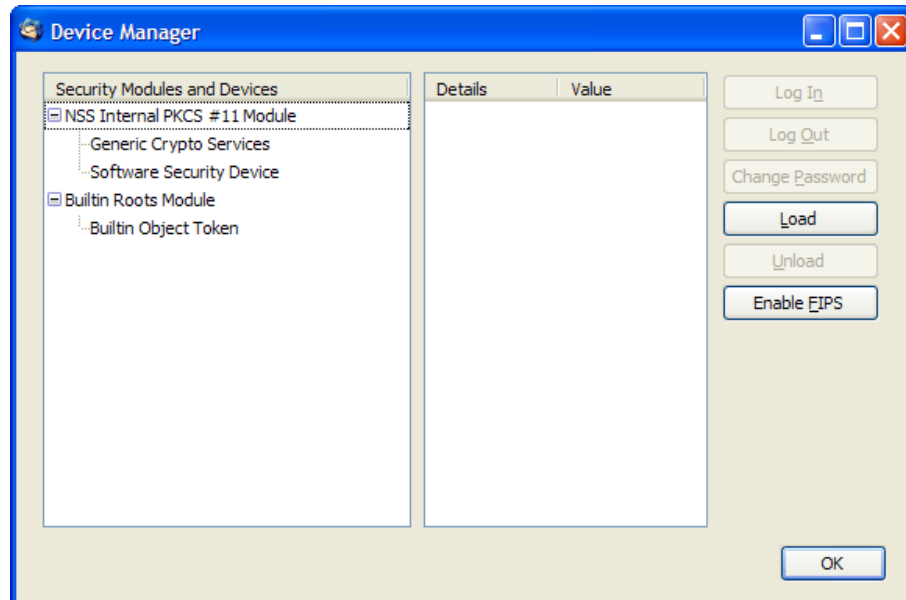 Device Manager
Security Modules and Devices
NSS Internal PKCS #11 Module
Generic Crypto Services
Software Security Device
Builtin Roots Module
Builtin Object Token
Details Value
Log In
Log Out
Change Password
Load
Unload
Enable FIPS
OK